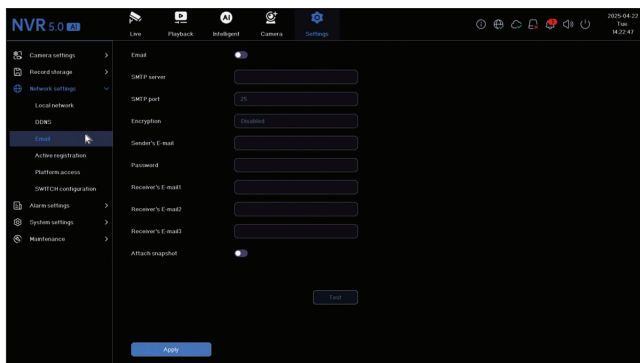 NVR 5.0 AI
Live
Playback
AI
Intelligent
Camera
Settings
2025-04-22
Tue
14:22:47
Camera settings
Record storage
Network settings
Local network
DDNS
Email
Active registration
Platform access
SWITCH configuration
Alarm settings
System settings
Maintenance
Email
SMTP server
SMTP port 25
Encryption Disabled
Sender's E-mail
Password
Receiver's E-mail1
Receiver's E-mail2
Receiver's E-mail3
Attach snapshot
Test
Apply